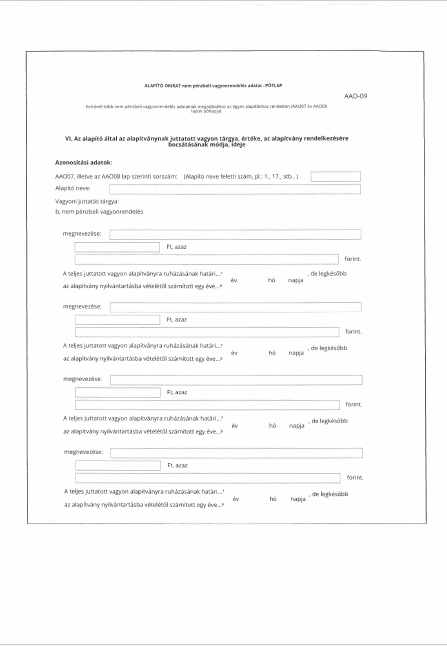 ALAPÍTÓ OKIRAT nem pénzbeli vagyonrendelés adatai - PÓTLAP
AAO-09
Kettőnél több nem pénzbeli vagyonrendelés adatainak megadásához az egyes alapítókhoz rendelten (AAO07 és AAO08
lapok pótlapja)
VI. Az alapító által az alapítványnak juttatott vagyon tárgya, értéke, az alapítvány rendelkezésére
bocsátásának módja, ideje
Azonosítási adatok:
AAO07, illetve az AAO08 lap szerinti sorszám: (Alapító neve feletti szám, pl.: 1., 17., stb.. )
Alapító neve:
Vagyoni juttatás tárgya:
b, nem pénzbeli vagyonrendelés
megnevezése:
Ft, azaz
forint.
A teljes juttatott vagyon alapítványra ruházásának határi...
év hó napja , de legkésőbb
az alapítvány nyilvántartásba vételétől számított egy éve...
megnevezése:
Ft, azaz
forint.
A teljes juttatott vagyon alapítványra ruházásának határi...
év hó napja , de legkésőbb
az alapítvány nyilvántartásba vételétől számított egy éve...
megnevezése:
Ft, azaz
forint.
A teljes juttatott vagyon alapítványra ruházásának határi...
év hó napja , de legkésőbb
az alapítvány nyilvántartásba vételétől számított egy éve...
megnevezése:
Ft, azaz
forint.
A teljes juttatott vagyon alapítványra ruházásának határi...
év hó napja , de legkésőbb
az alapítvány nyilvántartásba vételétől számított egy éve...